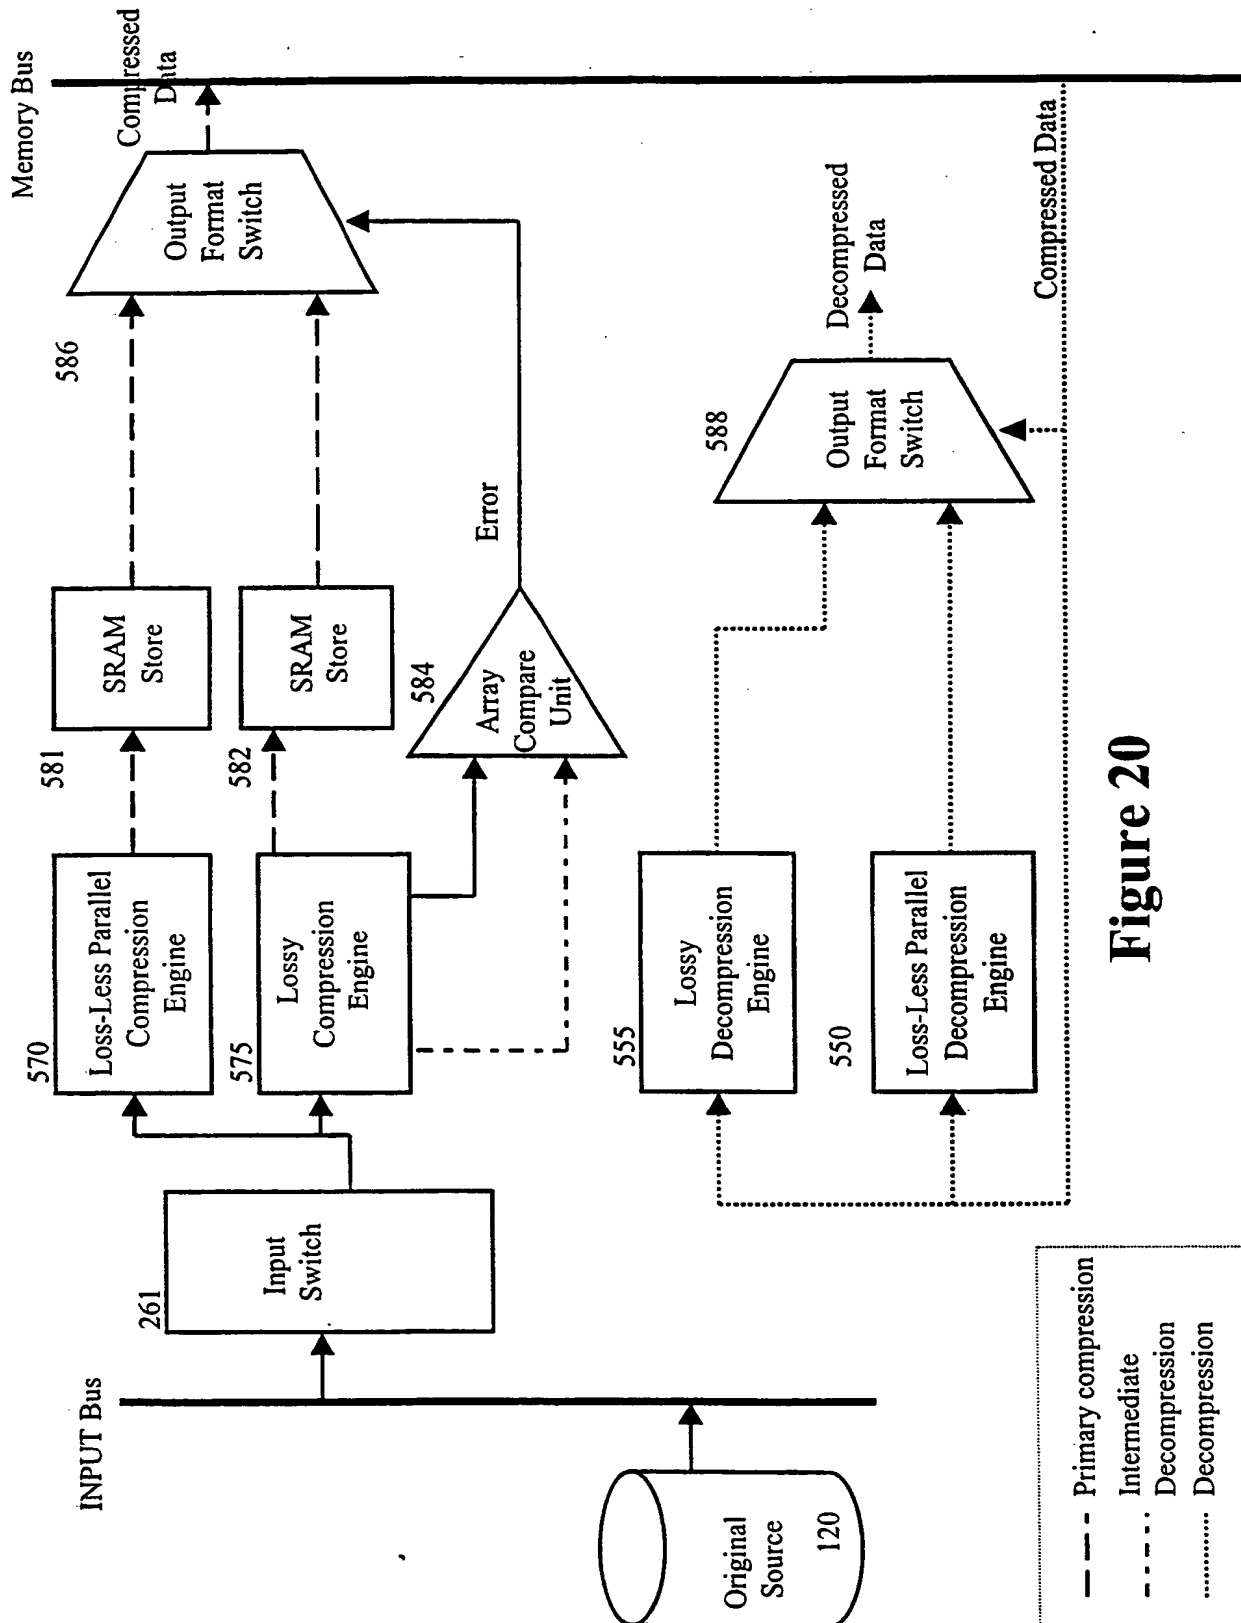 INPUT Bus
Memory Bus
Original
Source
120
261
Input
Switch
570
Loss-Less Parallel
Compression
Engine
575
Lossy
Compression
Engine
581
SRAM
Store
582
SRAM
Store
584
Array
Compare
Unit
Error
586
Output
Format
Switch
Compressed
Data
555
Lossy
Decompression
Engine
550
Loss-Less Parallel
Decompression
Engine
588
Output
Format
Switch
Decompressed
Data
Compressed Data
Primary compression
Intermediate
Decompression
Decompression
Figure 20